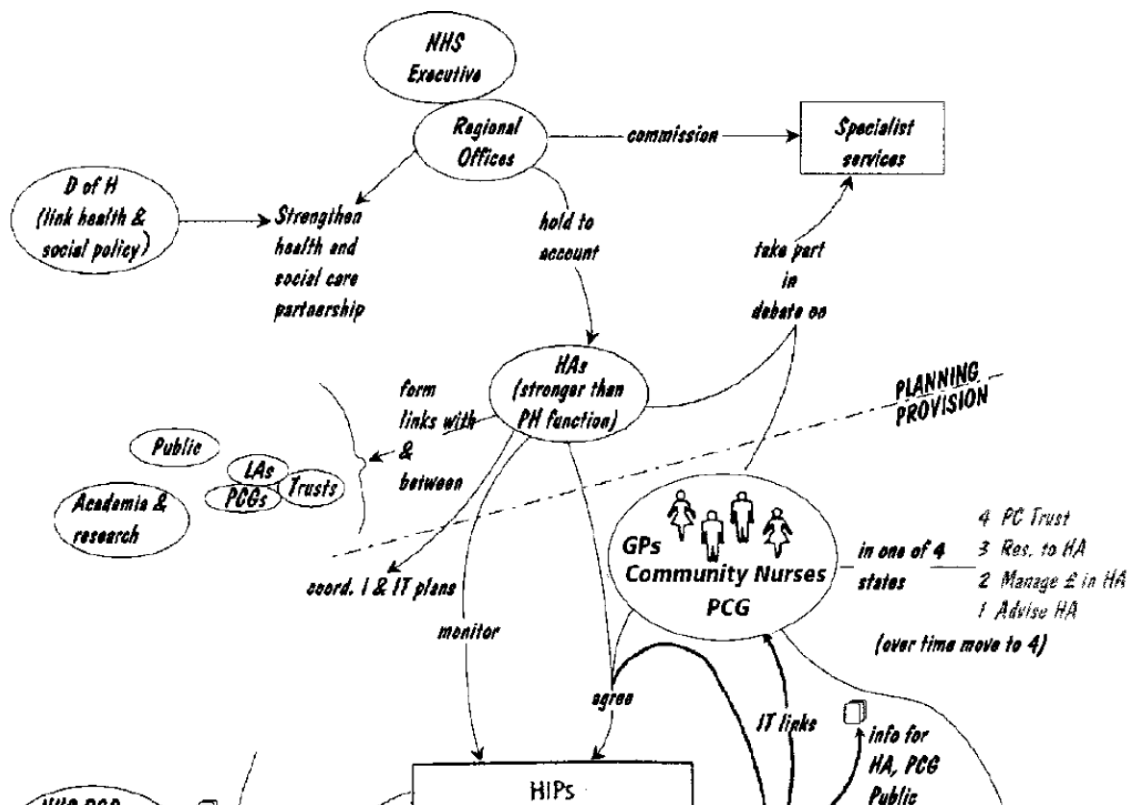 NHS
Executive
Regional
Offices
commission
Specialist
services
D of H
(link health &
social policy)
Strengthen
health and
social care
partnership
hold to
account
take part
in
debate on
HAs
(stronger than
PH function)
form
links with
&
between
PLANNING
PROVISION
Public
LAs
PCGs
Trusts
Academia &
research
GPs
Community Nurses
PCG
in one of 4
states
4 PC Trust
3 Res. to HA
2 Manage £ in HA
1 Advise HA
(over time move to 4)
coord. I & IT plans
monitor
agree
IT links
info for
HA, PCG
Public
HIPs